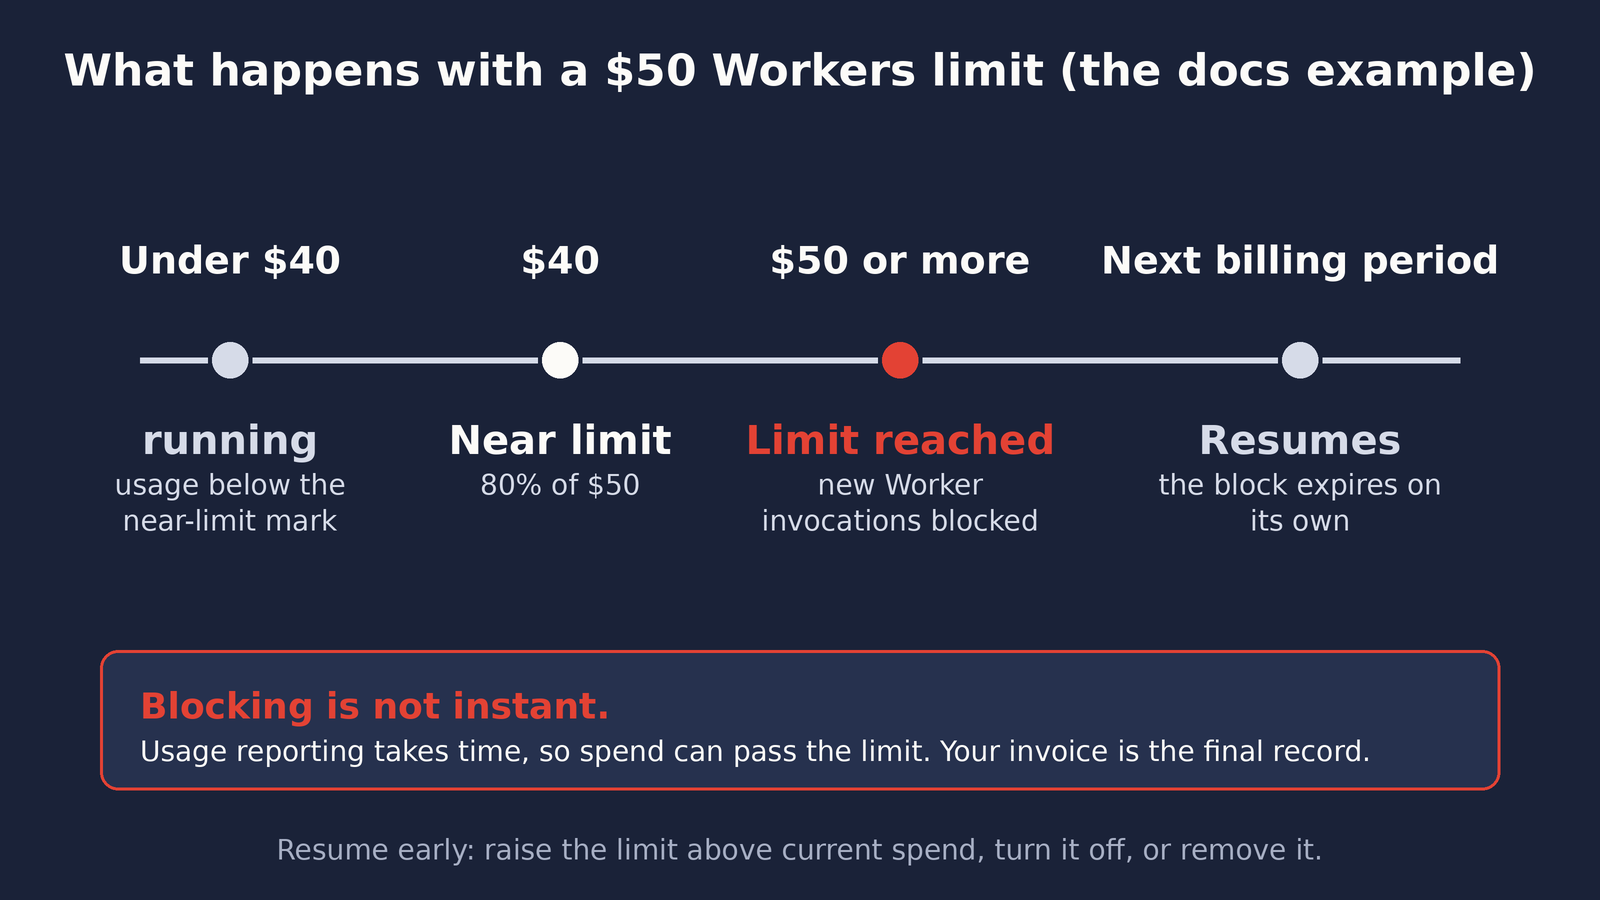 What happens with a $50 Workers limit (the docs example)
Under $40
$40
$50 or more
Next billing period
running
usage below the
near-limit mark
Near limit
80% of $50
Limit reached
new Worker
invocations blocked
Resumes
the block expires on
its own
Blocking is not instant.
Usage reporting takes time, so spend can pass the limit. Your invoice is the final record.
Resume early: raise the limit above current spend, turn it off, or remove it.